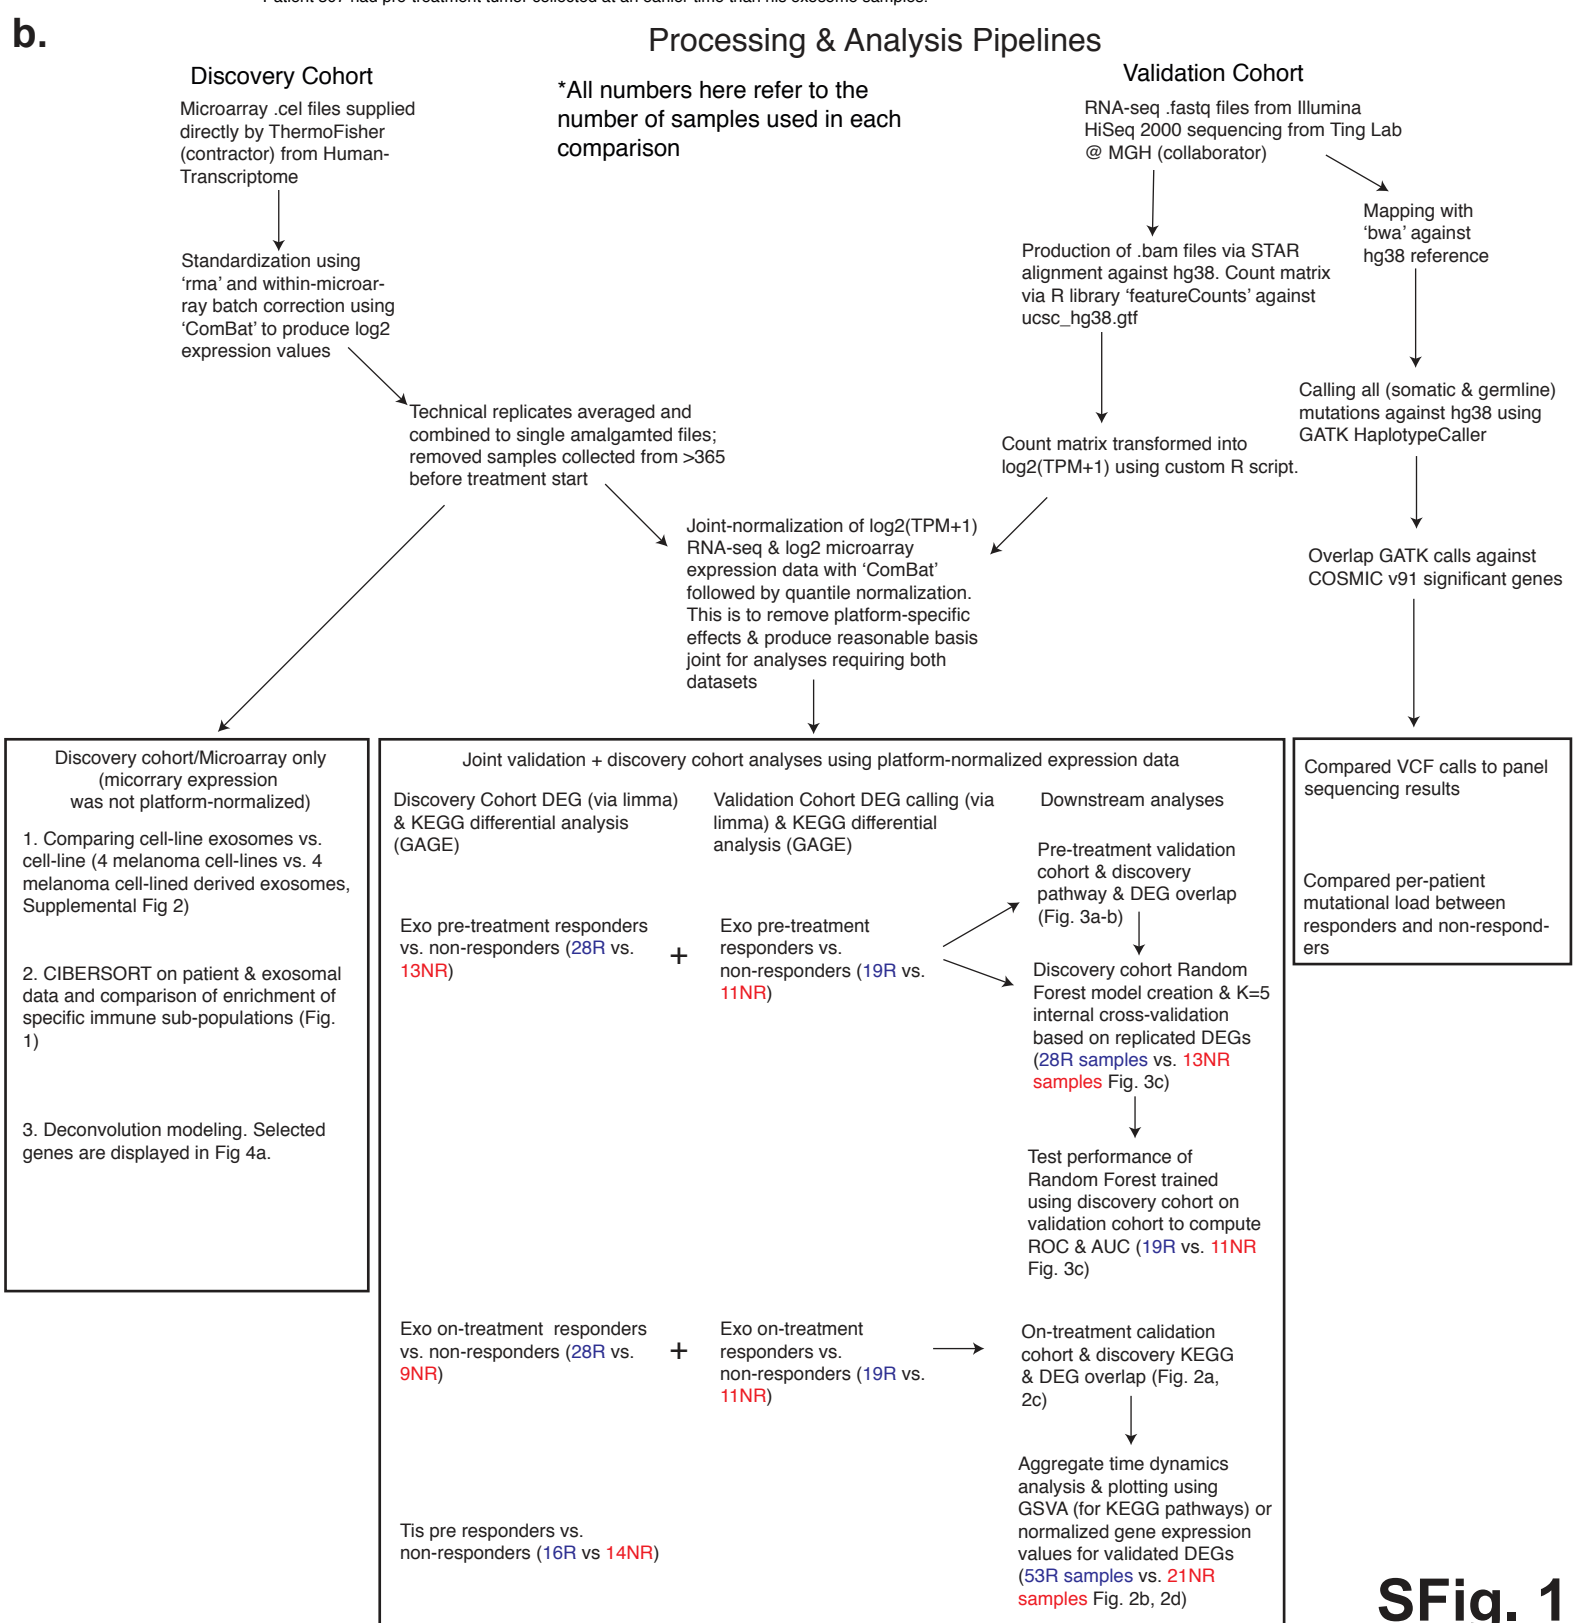 Patient 307 had pre-treatment tumor collected at an earlier time than his exosome samples.
b.
Processing & Analysis Pipelines
Discovery Cohort
Microarray .cel files supplied
directly by ThermoFisher
(contractor) from Human-
Transcriptome
*All numbers here refer to the
number of samples used in each
comparison
Validation Cohort
RNA-seq .fastq files from Illumina
HiSeq 2000 sequencing from Ting Lab
@ MGH (collaborator)
Standardization using
‘rma’ and within-microar-
ray batch correction using
‘ComBat’ to produce log2
expression values
Production of .bam files via STAR
alignment against hg38. Count matrix
via R library ‘featureCounts’ against
ucsc_hg38.gtf
Mapping with
‘bwa’ against
hg38 reference
Technical replicates averaged and
combined to single amalgamted files;
removed samples collected from >365
before treatment start
Count matrix transformed into
log2(TPM+1) using custom R script.
Calling all (somatic & germline)
mutations against hg38 using
GATK HaplotypeCaller
Joint-normalization of log2(TPM+1)
RNA-seq & log2 microarray
expression data with ‘ComBat’
followed by quantile normalization.
This is to remove platform-specific
effects & produce reasonable basis
joint for analyses requiring both
datasets
Overlap GATK calls against
COSMIC v91 significant genes
Discovery cohort/Microarray only
(micorrary expression
was not platform-normalized)
1. Comparing cell-line exosomes vs.
cell-line (4 melanoma cell-lines vs. 4
melanoma cell-lined derived exosomes,
Supplemental Fig 2)
2. CIBERSORT on patient & exosomal
data and comparison of enrichment of
specific immune sub-populations (Fig.
1)
3. Deconvolution modeling. Selected
genes are displayed in Fig 4a.
Joint validation + discovery cohort analyses using platform-normalized expression data
Discovery Cohort DEG (via limma)
& KEGG differential analysis
(GAGE)
Validation Cohort DEG calling (via
limma) & KEGG differential
analysis (GAGE)
Downstream analyses
Exo pre-treatment responders
vs. non-responders (28R vs.
13NR)
+
Exo pre-treatment
responders vs.
non-responders (19R vs.
11NR)
Pre-treatment validation
cohort & discovery
pathway & DEG overlap
(Fig. 3a-b)
Discovery cohort Random
Forest model creation & K=5
internal cross-validation
based on replicated DEGs
(28R samples vs. 13NR
samples Fig. 3c)
Test performance of
Random Forest trained
using discovery cohort on
validation cohort to compute
ROC & AUC (19R vs. 11NR
Fig. 3c)
Exo on-treatment responders
vs. non-responders (28R vs.
9NR)
+
Exo on-treatment
responders vs.
non-responders (19R vs.
11NR)
On-treatment calidation
cohort & discovery KEGG
& DEG overlap (Fig. 2a,
2c)
Aggregate time dynamics
analysis & plotting using
GSVA (for KEGG pathways) or
normalized gene expression
values for validated DEGs
(53R samples vs. 21NR
samples Fig. 2b, 2d)
Tis pre responders vs.
non-responders (16R vs 14NR)
Compared VCF calls to panel
sequencing results
Compared per-patient
mutational load between
responders and non-respond-
ers
SFig. 1